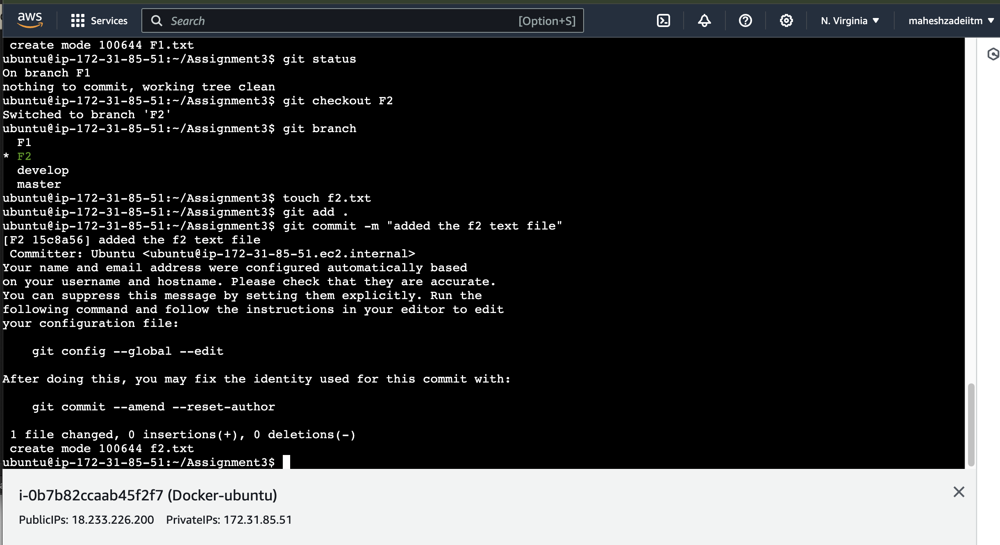 aws Services Search [Option+S] N. Virginia maheshzadeiitm
 create mode 100644 F1.txt
ubuntu@ip-172-31-85-51:~/Assignment3$ git status
On branch F1
nothing to commit, working tree clean
ubuntu@ip-172-31-85-51:~/Assignment3$ git checkout F2
Switched to branch 'F2'
ubuntu@ip-172-31-85-51:~/Assignment3$ git branch
  F1
* F2
  develop
  master
ubuntu@ip-172-31-85-51:~/Assignment3$ touch f2.txt
ubuntu@ip-172-31-85-51:~/Assignment3$ git add .
ubuntu@ip-172-31-85-51:~/Assignment3$ git commit -m "added the f2 text file"
[F2 15c8a56] added the f2 text file
 Committer: Ubuntu <ubuntu@ip-172-31-85-51.ec2.internal>
Your name and email address were configured automatically based
on your username and hostname. Please check that they are accurate.
You can suppress this message by setting them explicitly. Run the
following command and follow the instructions in your editor to edit
your configuration file:
    git config --global --edit
After doing this, you may fix the identity used for this commit with:
    git commit --amend --reset-author
 1 file changed, 0 insertions(+), 0 deletions(-)
 create mode 100644 f2.txt
ubuntu@ip-172-31-85-51:~/Assignment3$
i-0b7b82ccaab45f2f7 (Docker-ubuntu)
PublicIPs: 18.233.226.200 PrivateIPs: 172.31.85.51